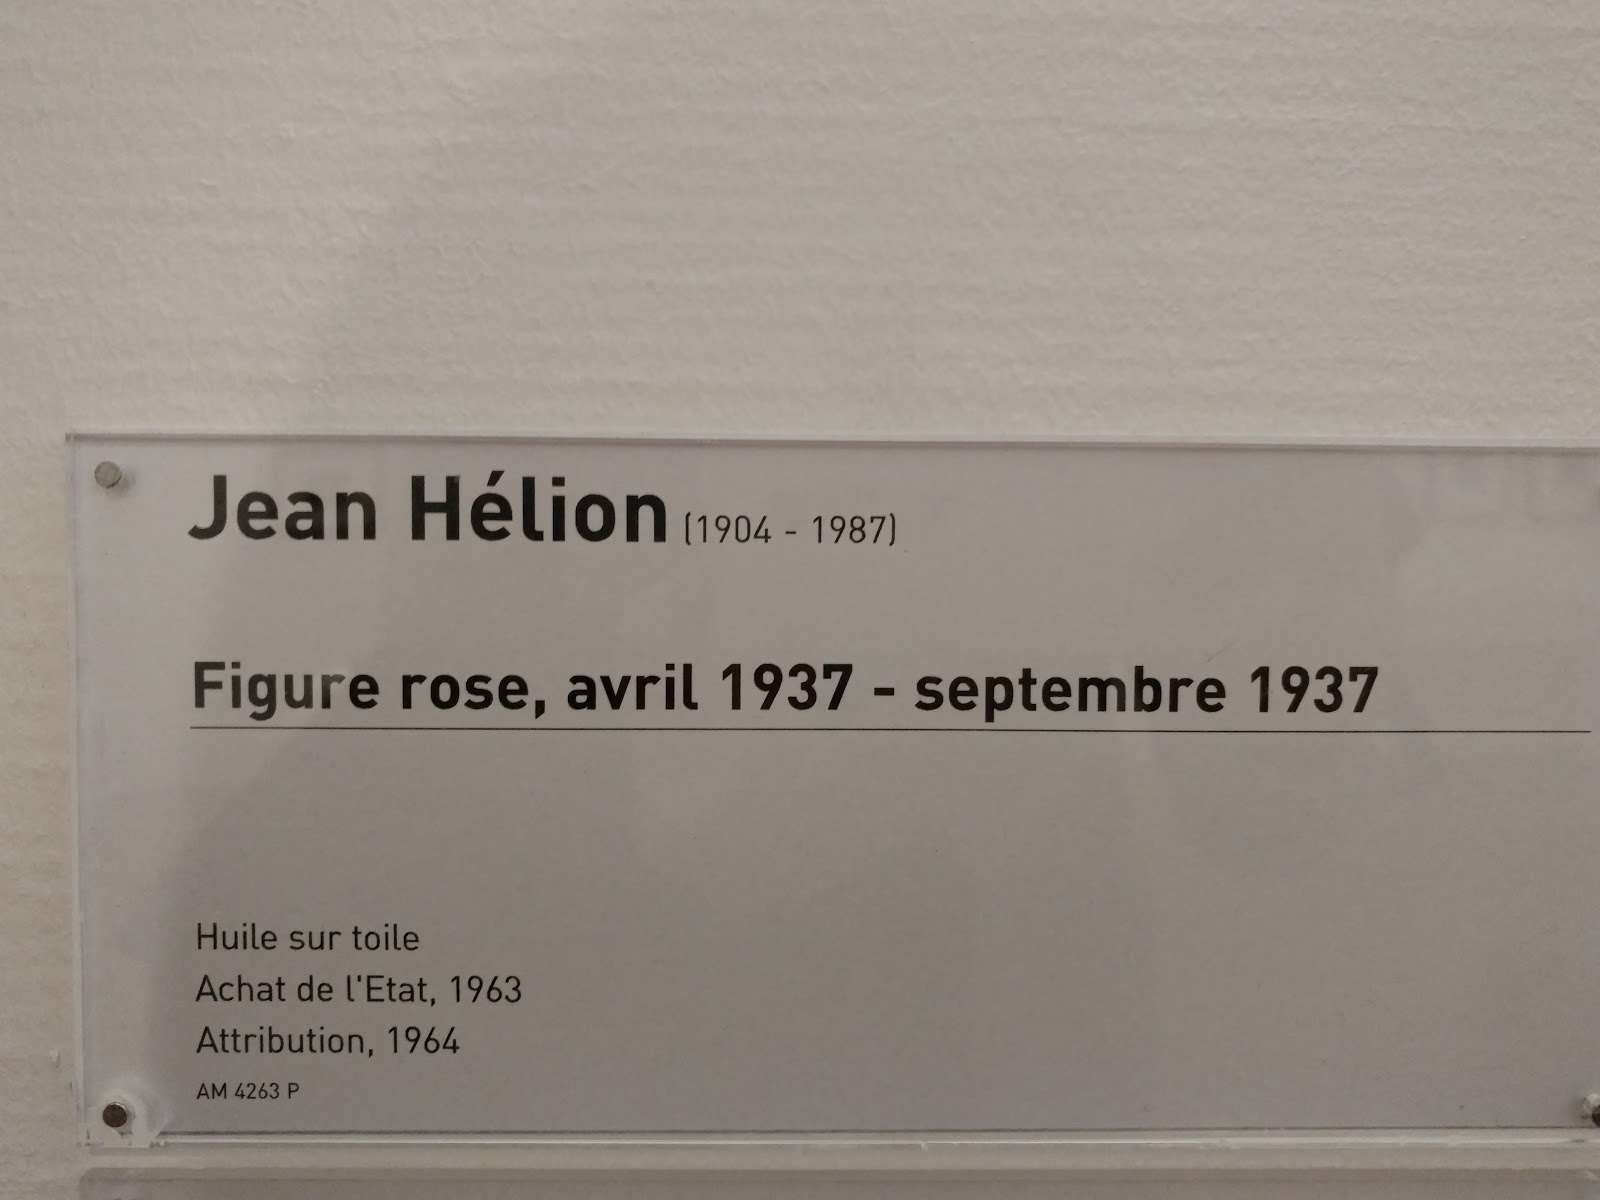 Jean Hélion (1904 - 1987)
Figure rose, avril 1937 - septembre 1937
Huile sur toile
Achat de l'Etat, 1963
Attribution, 1964
AM 4263 P